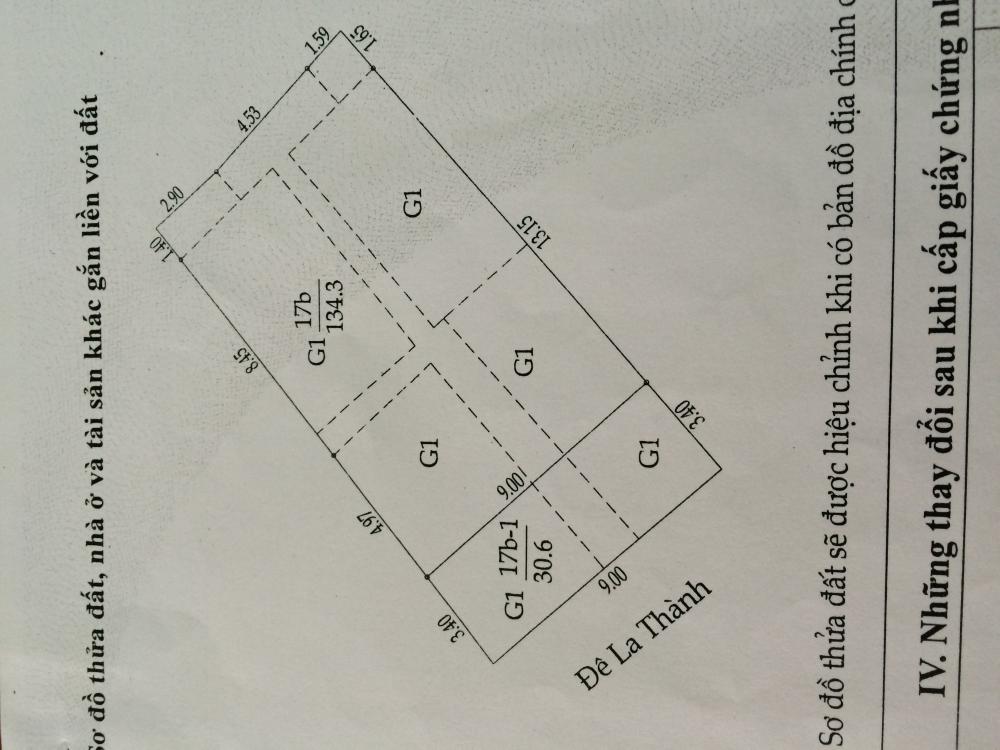 Sơ đồ thửa đất, nhà ở và tài sản khác gắn liền với đất
1.59
1.65
4.53
2.90
1.40
G1
13.15
G1 17b
134.3
8.45
G1
G1
3.40
G1
9.00
4.97
G1 17b-1
30.6
9.00
3.40
Đê La Thành
Sơ đồ thửa đất sẽ được hiệu chỉnh khi có bản đồ địa chính
IV. Những thay đổi sau khi cấp giấy chứng